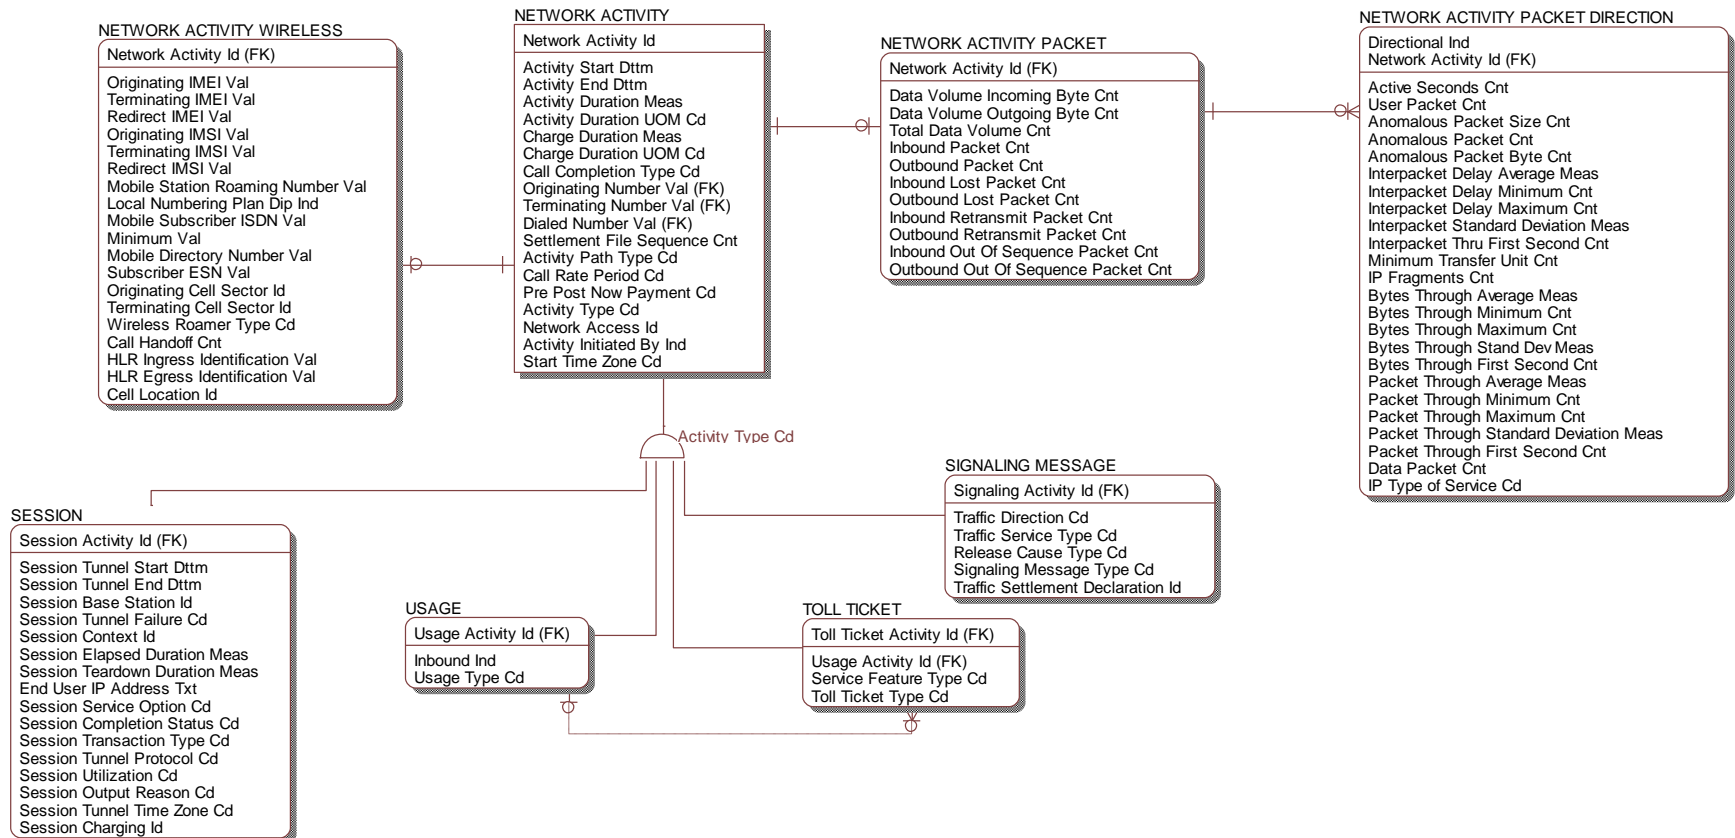 NETWORK ACTIVITY WIRELESS
Network Activity Id (FK)
Originating IMEI Val
Terminating IMEI Val
Redirect IMEI Val
Originating IMSI Val
Terminating IMSI Val
Redirect IMSI Val
Mobile Station Roaming Number Val
Local Numbering Plan Dip Ind
Mobile Subscriber ISDN Val
Minimum Val
Mobile Directory Number Val
Subscriber ESN Val
Originating Cell Sector Id
Terminating Cell Sector Id
Wireless Roamer Type Cd
Call Handoff Cnt
HLR Ingress Identification Val
HLR Egress Identification Val
Cell Location Id
NETWORK ACTIVITY
Network Activity Id
Activity Start Dttm
Activity End Dttm
Activity Duration Meas
Activity Duration UOM Cd
Charge Duration Meas
Charge Duration UOM Cd
Call Completion Type Cd
Originating Number Val (FK)
Terminating Number Val (FK)
Dialed Number Val (FK)
Settlement File Sequence Cnt
Activity Path Type Cd
Call Rate Period Cd
Pre Post Now Payment Cd
Activity Type Cd
Network Access Id
Activity Initiated By Ind
Start Time Zone Cd
NETWORK ACTIVITY PACKET
Network Activity Id (FK)
Data Volume Incoming Byte Cnt
Data Volume Outgoing Byte Cnt
Total Data Volume Cnt
Inbound Packet Cnt
Outbound Packet Cnt
Inbound Lost Packet Cnt
Outbound Lost Packet Cnt
Inbound Retransmit Packet Cnt
Outbound Retransmit Packet Cnt
Inbound Out Of Sequence Packet Cnt
Outbound Out Of Sequence Packet Cnt
NETWORK ACTIVITY PACKET DIRECTION
Directional Ind
Network Activity Id (FK)
Active Seconds Cnt
User Packet Cnt
Anomalous Packet Size Cnt
Anomalous Packet Cnt
Anomalous Packet Byte Cnt
Interpacket Delay Average Meas
Interpacket Delay Minimum Cnt
Interpacket Delay Maximum Cnt
Interpacket Standard Deviation Meas
Interpacket Thru First Second Cnt
Minimum Transfer Unit Cnt
IP Fragments Cnt
Bytes Through Average Meas
Bytes Through Minimum Cnt
Bytes Through Maximum Cnt
Bytes Through Stand Dev Meas
Bytes Through First Second Cnt
Packet Through Average Meas
Packet Through Minimum Cnt
Packet Through Maximum Cnt
Packet Through Standard Deviation Meas
Packet Through First Second Cnt
Data Packet Cnt
IP Type of Service Cd
Activity Type Cd
SESSION
Session Activity Id (FK)
Session Tunnel Start Dttm
Session Tunnel End Dttm
Session Base Station Id
Session Tunnel Failure Cd
Session Context Id
Session Elapsed Duration Meas
Session Teardown Duration Meas
End User IP Address Txt
Session Service Option Cd
Session Completion Status Cd
Session Transaction Type Cd
Session Tunnel Protocol Cd
Session Utilization Cd
Session Output Reason Cd
Session Tunnel Time Zone Cd
Session Charging Id
USAGE
Usage Activity Id (FK)
Inbound Ind
Usage Type Cd
TOLL TICKET
Toll Ticket Activity Id (FK)
Usage Activity Id (FK)
Service Feature Type Cd
Toll Ticket Type Cd
SIGNALING MESSAGE
Signaling Activity Id (FK)
Traffic Direction Cd
Traffic Service Type Cd
Release Cause Type Cd
Signaling Message Type Cd
Traffic Settlement Declaration Id